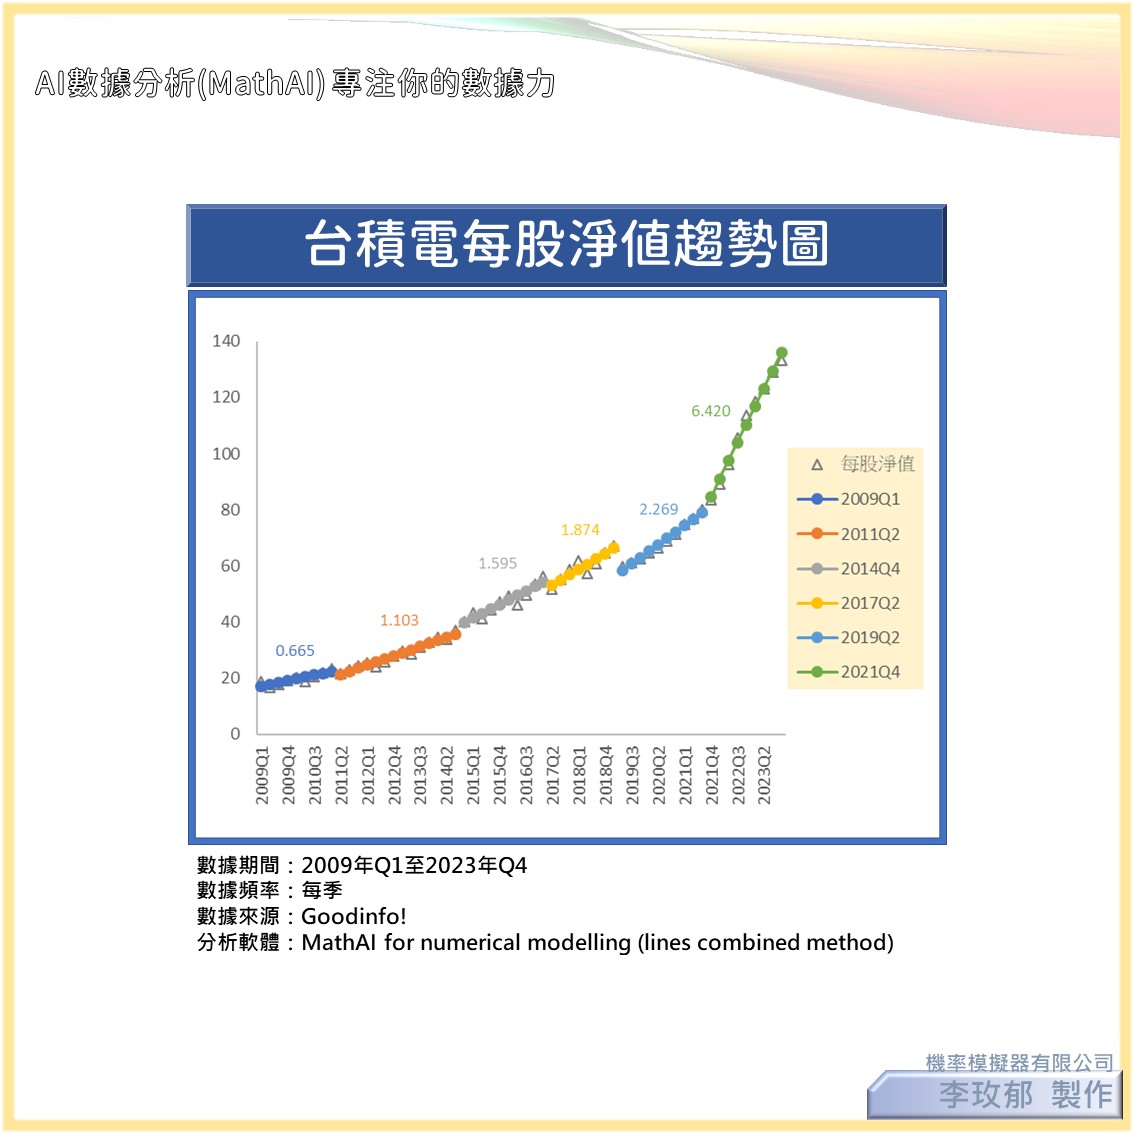 AI數據分析(MathAI) 專注你的數據力
台積電每股淨值趨勢圖
140
120
100
80
60
40
20
0
0.665
1.103
1.595
1.874
2.269
6.420
每股淨值
2009Q1
2011Q2
2014Q4
2017Q2
2019Q2
2021Q4
2009Q1
2009Q4
2010Q3
2011Q2
2012Q1
2012Q4
2013Q3
2014Q2
2015Q1
2015Q4
2016Q3
2017Q2
2018Q1
2018Q4
2019Q3
2020Q2
2021Q1
2021Q4
2022Q3
2023Q2
數據期間：2009年Q1至2023年Q4
數據頻率：每季
數據來源：Goodinfo!
分析軟體：MathAI for numerical modelling (lines combined method)
機率模擬器有限公司
李玫郁 製作